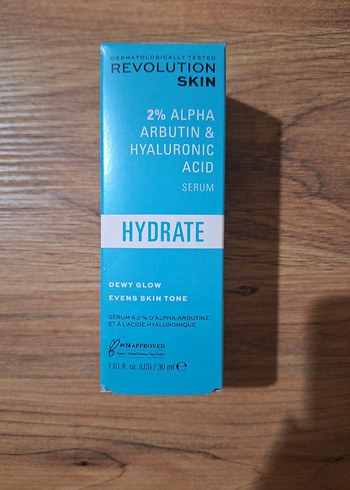 DERMATOLOGICALLY TESTED
REVOLUTION
SKIN
2% ALPHA
ARBUTIN &
HYALURONIC
ACID
SERUM
HYDRATE
DEWY GLOW
EVENS SKIN TONE
SÉRUM À 2 % D'ALPHA-ARBUTINE
ET À L'ACIDE HYALURONIQUE
PETA APPROVED
1.01 fl. oz. (US) / 30 ml ℮